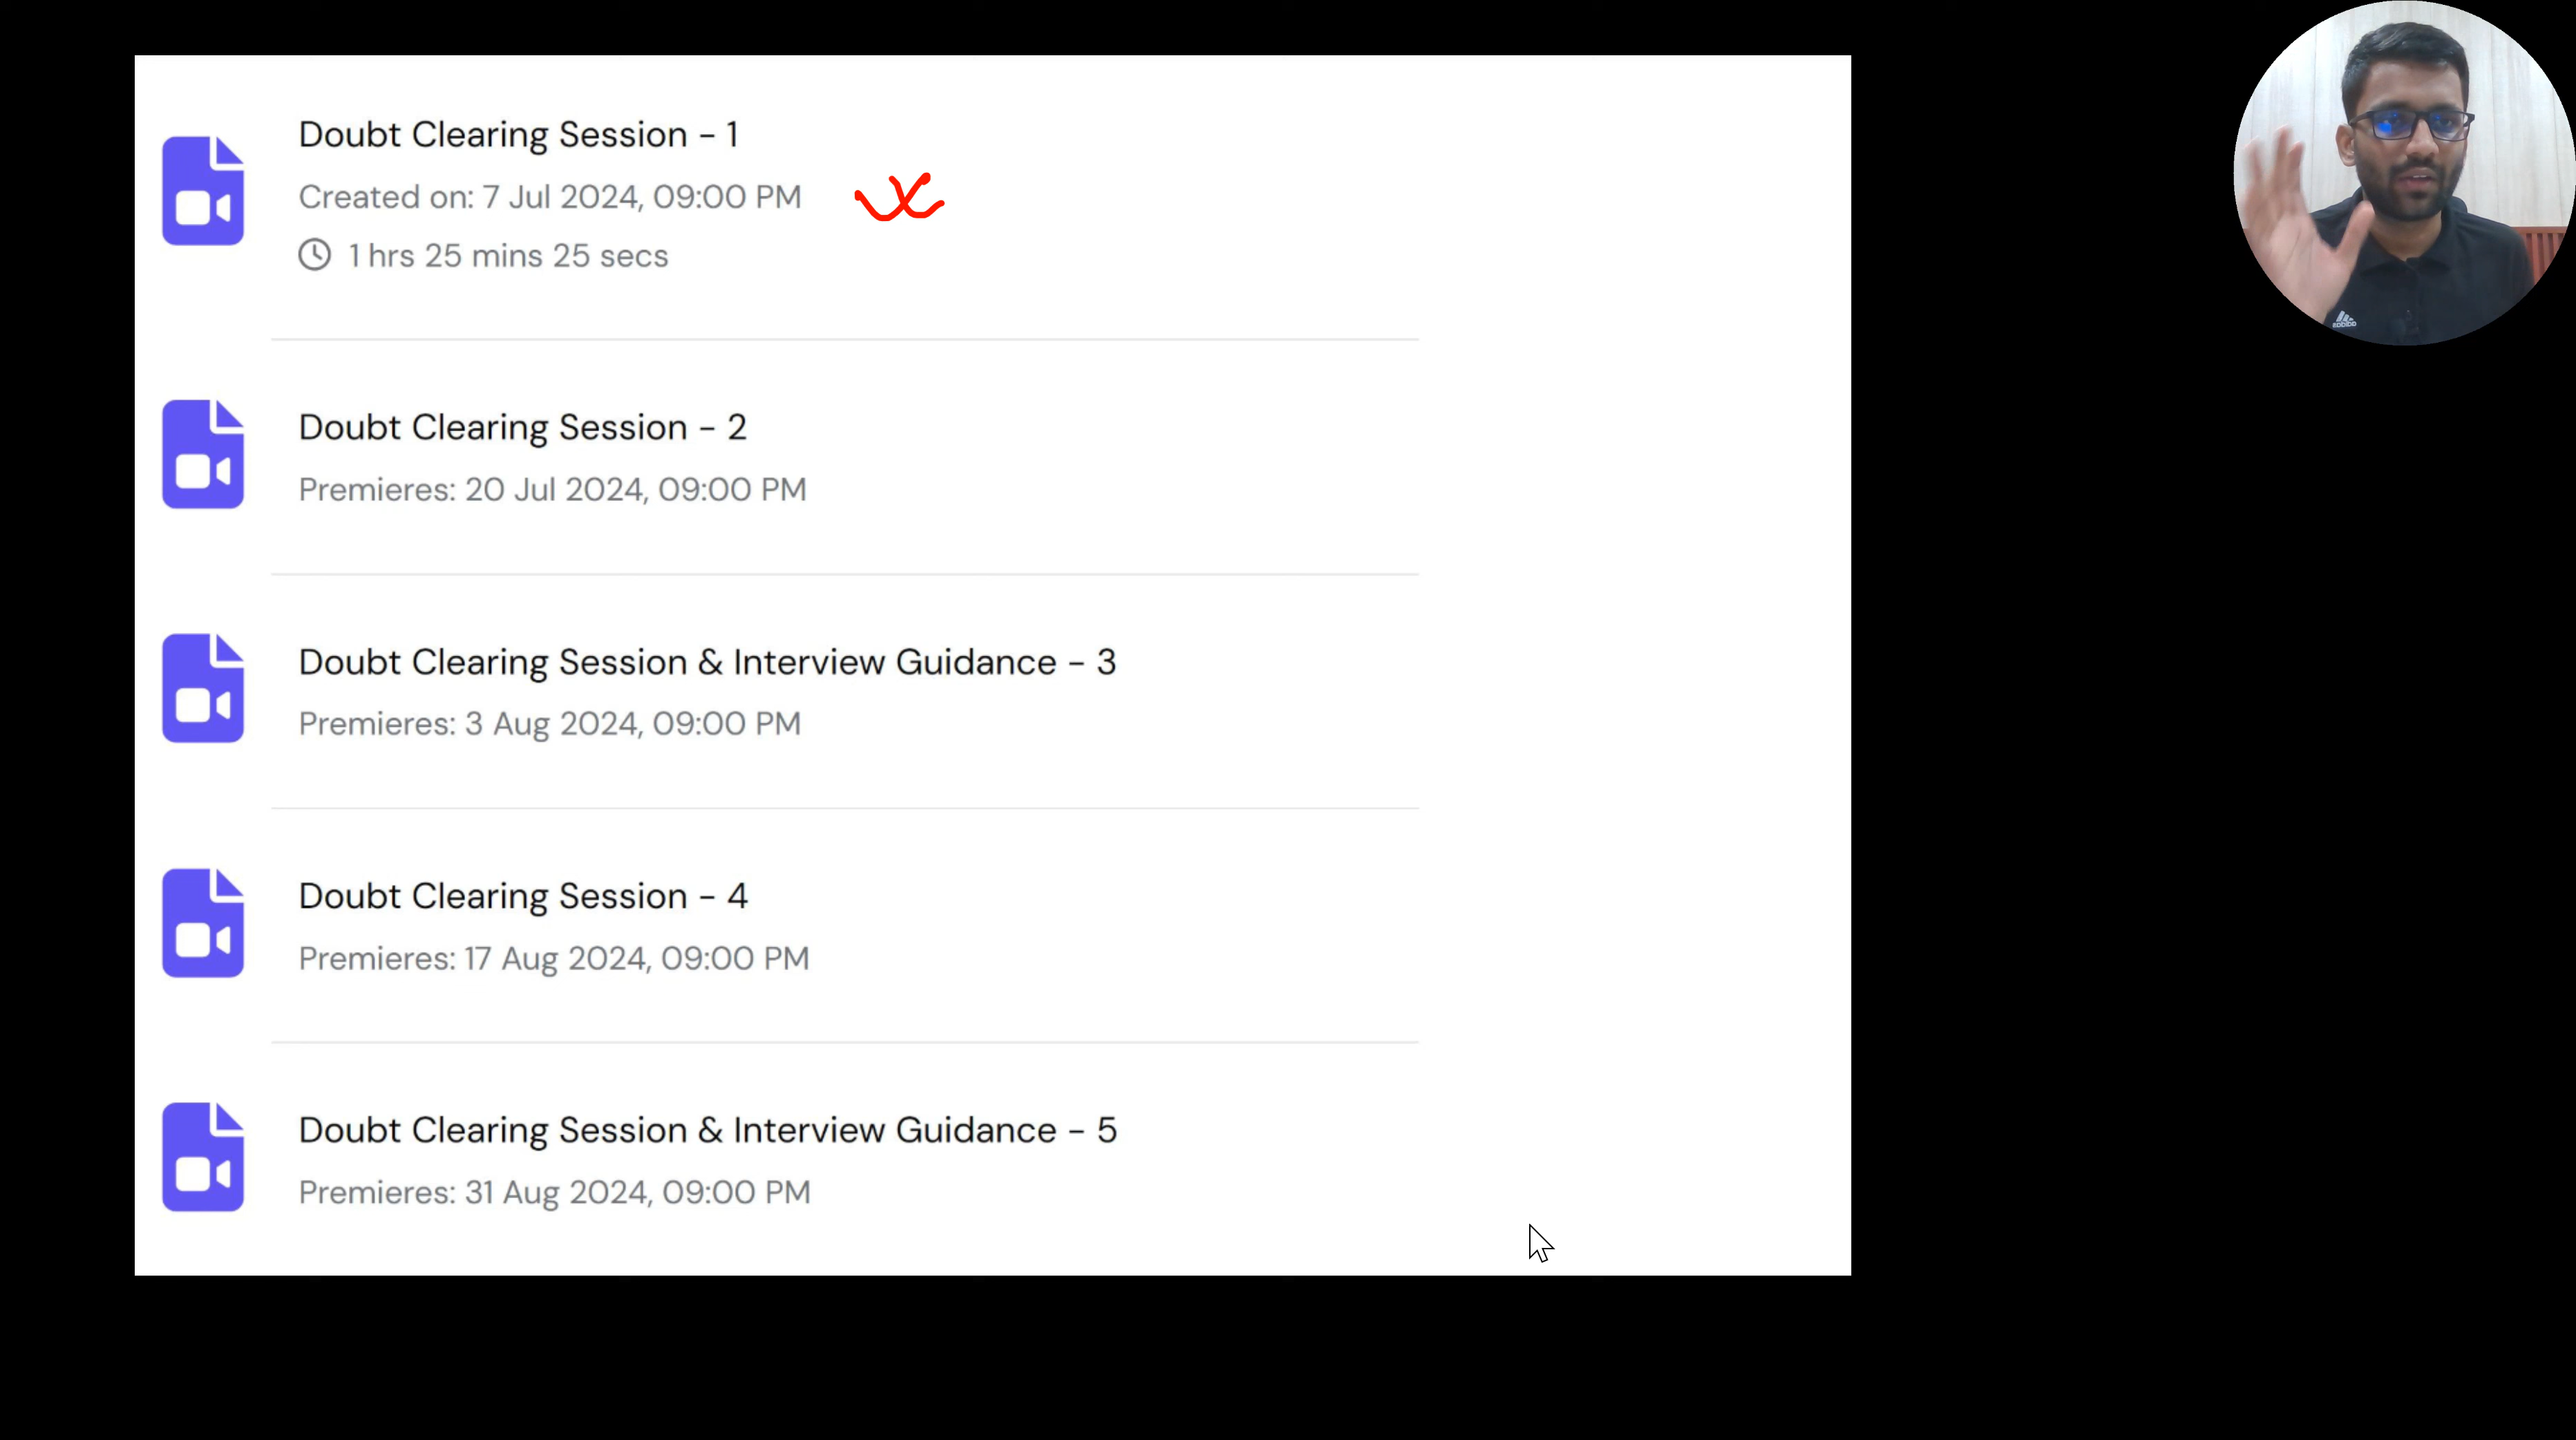 Doubt Clearing Session - 1
Created on: 7 Jul 2024, 09:00 PM
1 hrs 25 mins 25 secs
Doubt Clearing Session - 2
Premieres: 20 Jul 2024, 09:00 PM
Doubt Clearing Session & Interview Guidance - 3
Premieres: 3 Aug 2024, 09:00 PM
Doubt Clearing Session - 4
Premieres: 17 Aug 2024, 09:00 PM
Doubt Clearing Session & Interview Guidance - 5
Premieres: 31 Aug 2024, 09:00 PM